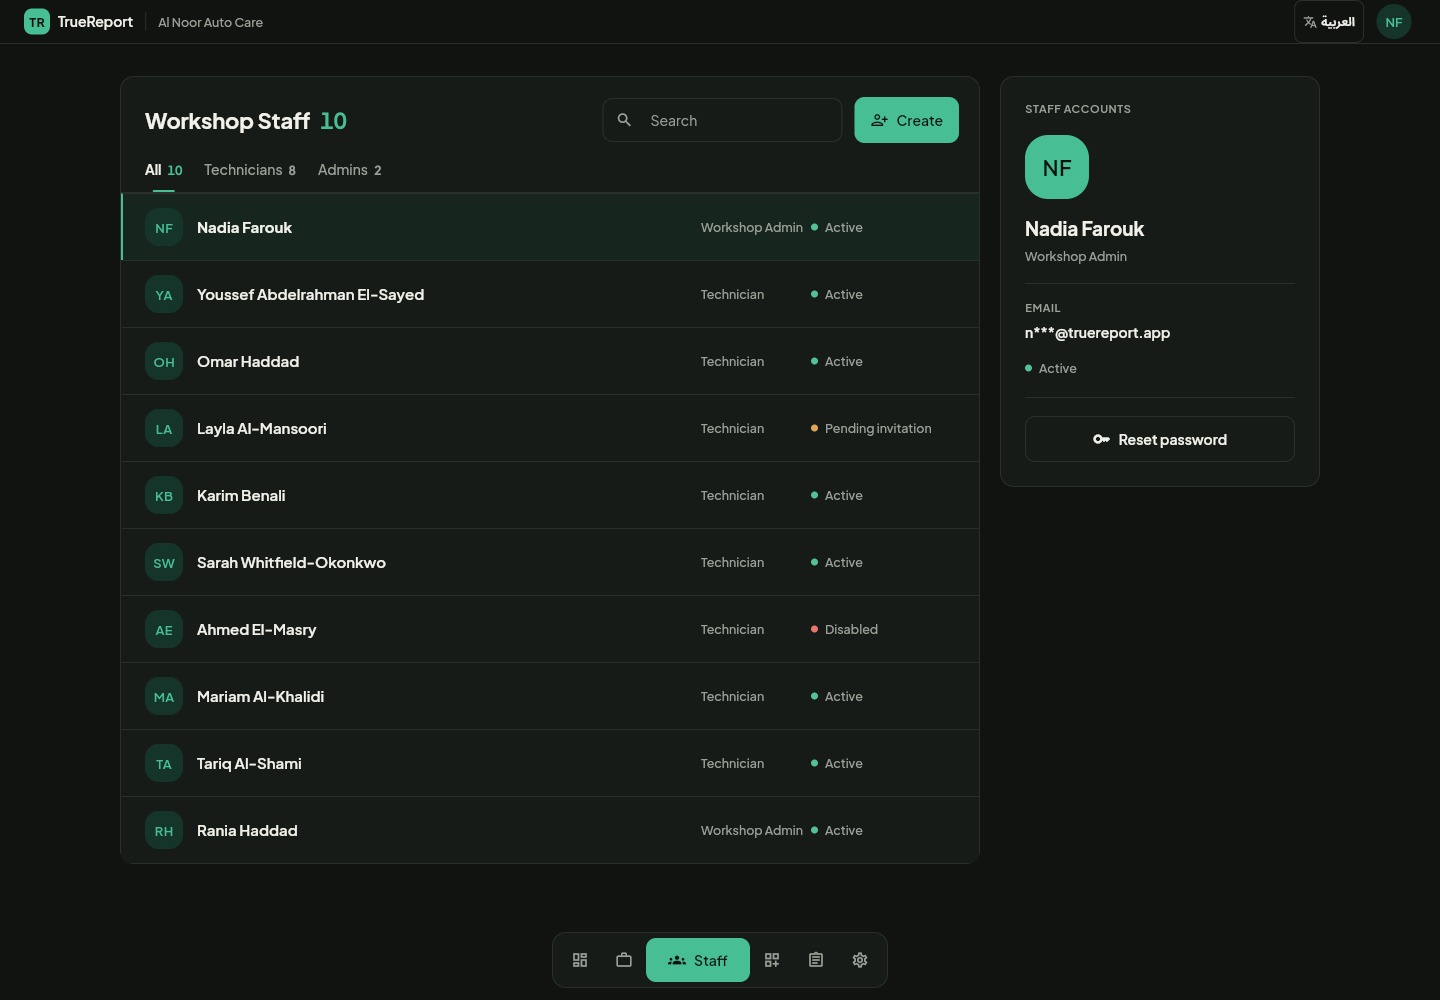 TR TrueReport Al Noor Auto Care العربية NF
Workshop Staff 10 Search Create
All 10 Technicians 8 Admins 2
NF Nadia Farouk Workshop Admin Active
YA Youssef Abdelrahman El-Sayed Technician Active
OH Omar Haddad Technician Active
LA Layla Al-Mansoori Technician Pending invitation
KB Karim Benali Technician Active
SW Sarah Whitfield-Okonkwo Technician Active
AE Ahmed El-Masry Technician Disabled
MA Mariam Al-Khalidi Technician Active
TA Tariq Al-Shami Technician Active
RH Rania Haddad Workshop Admin Active
STAFF ACCOUNTS
NF
Nadia Farouk
Workshop Admin
EMAIL
n***@truereport.app
Active
Reset password
Staff